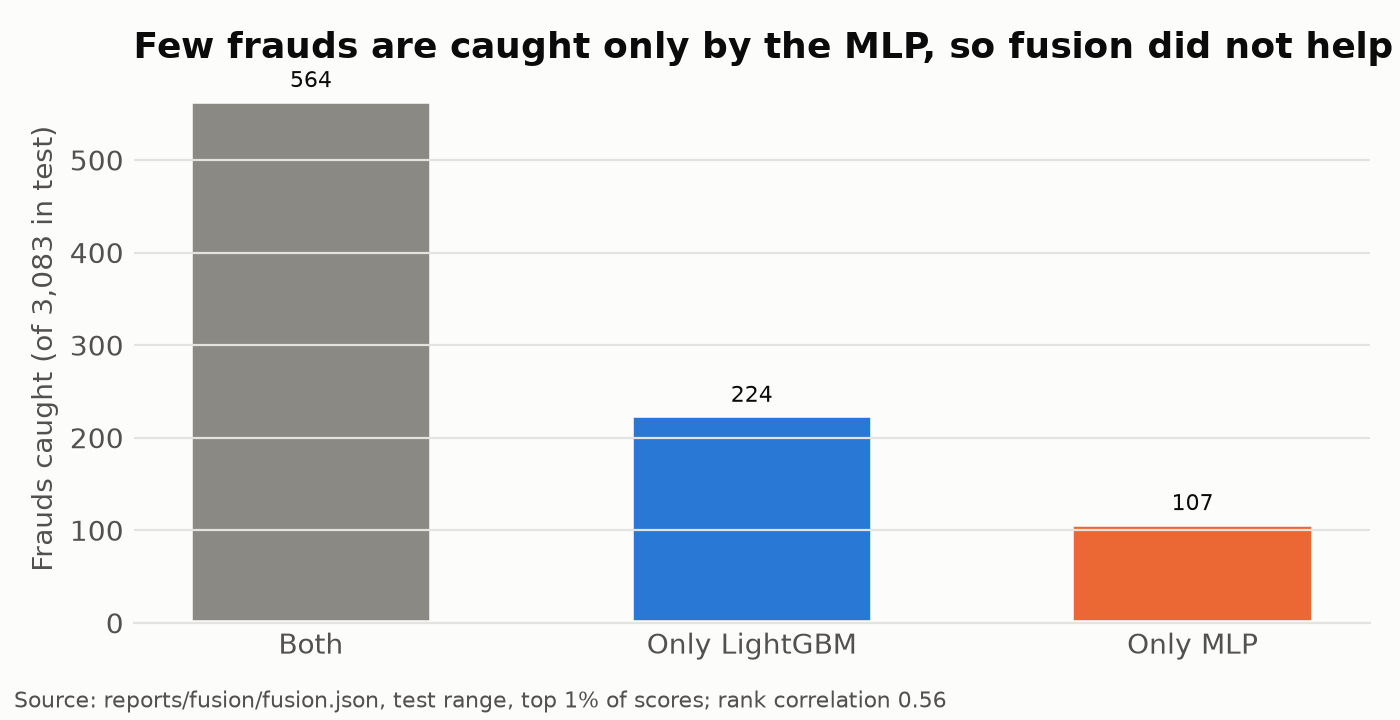 Few frauds are caught only by the MLP, so fusion did not help
564
224
107
Frauds caught (of 3,083 in test)
500
400
300
200
100
0
Both
Only LightGBM
Only MLP
Source: reports/fusion/fusion.json, test range, top 1% of scores; rank correlation 0.56